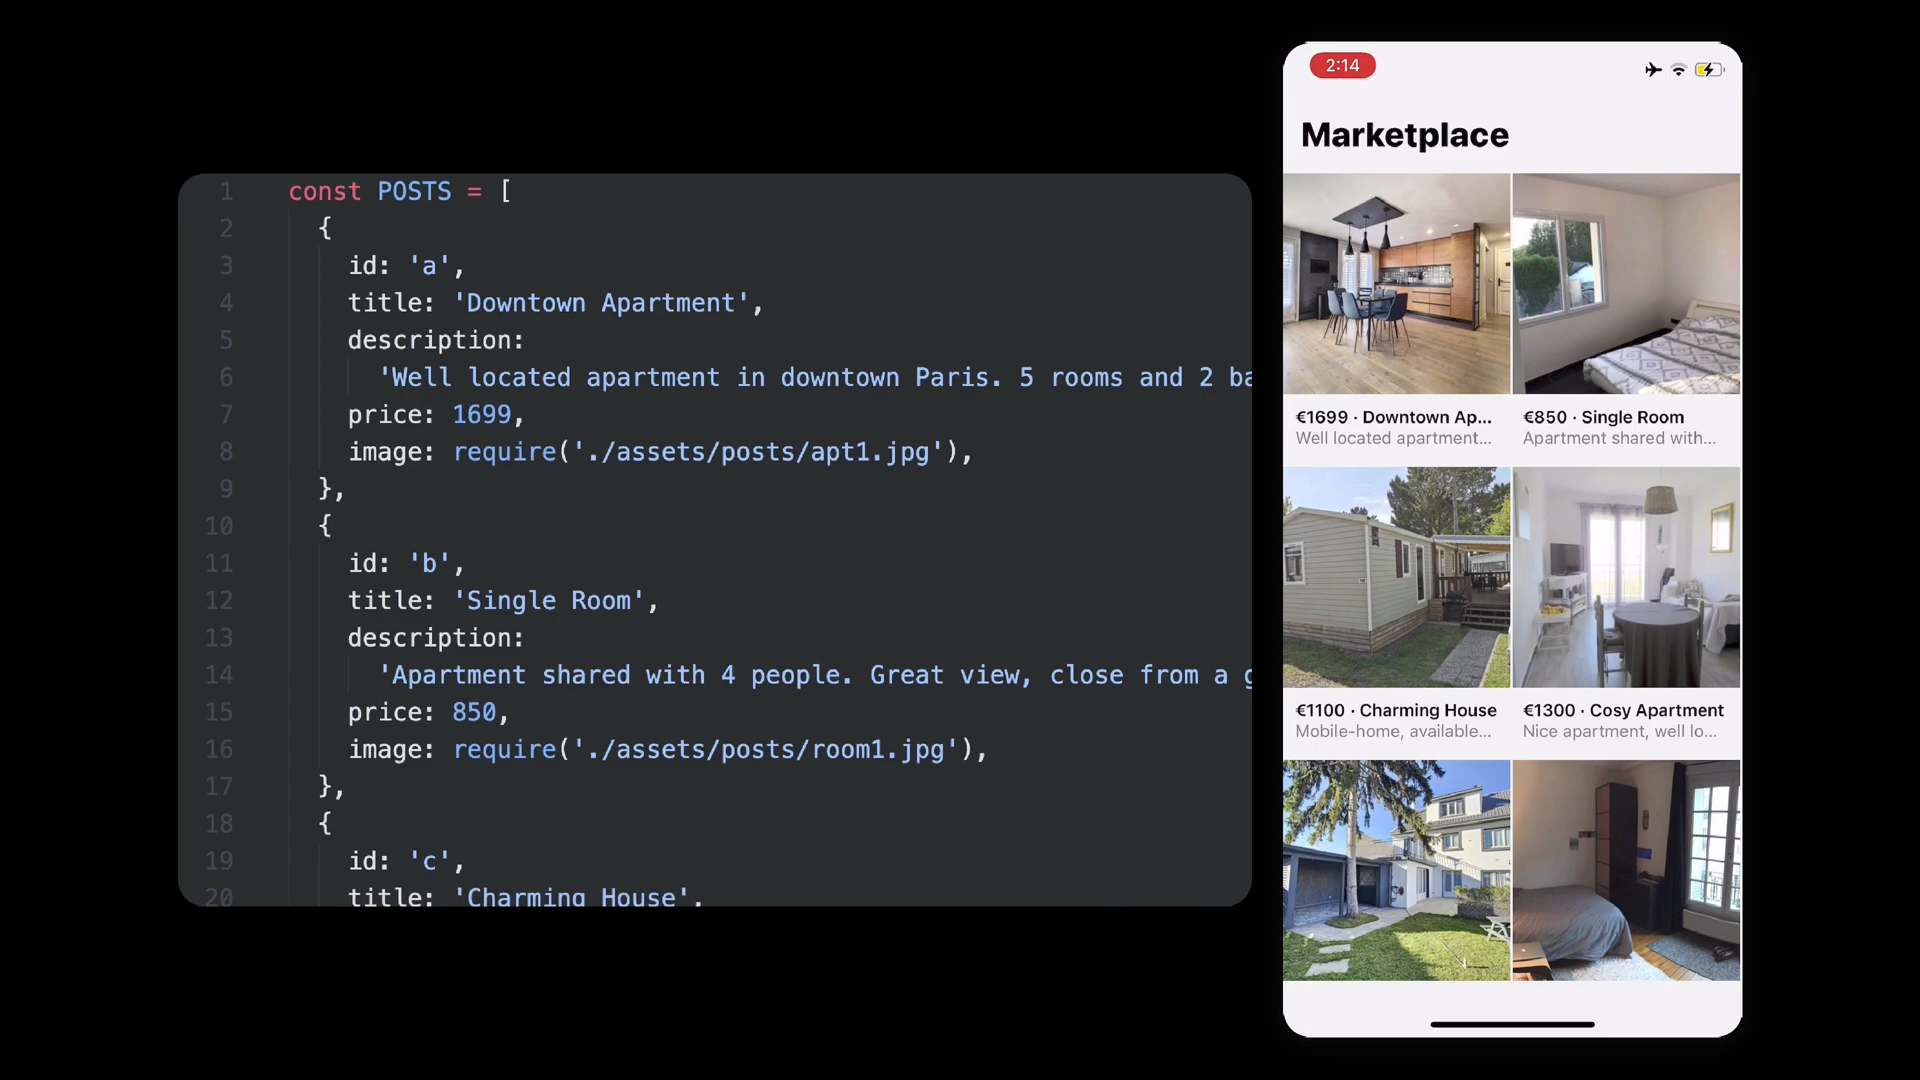 1 const POSTS = [
2 {
3 id: 'a',
4 title: 'Downtown Apartment',
5 description:
6 'Well located apartment in downtown Paris. 5 rooms and 2 ba
7 price: 1699,
8 image: require('./assets/posts/apt1.jpg'),
9 },
10 {
11 id: 'b',
12 title: 'Single Room',
13 description:
14 'Apartment shared with 4 people. Great view, close from a g
15 price: 850,
16 image: require('./assets/posts/room1.jpg'),
17 },
18 {
19 id: 'c',
20 title: 'Charming House',
2:14
Marketplace
€1699 · Downtown Ap...
Well located apartment...
€850 · Single Room
Apartment shared with...
€1100 · Charming House
Mobile-home, available...
€1300 · Cosy Apartment
Nice apartment, well lo...